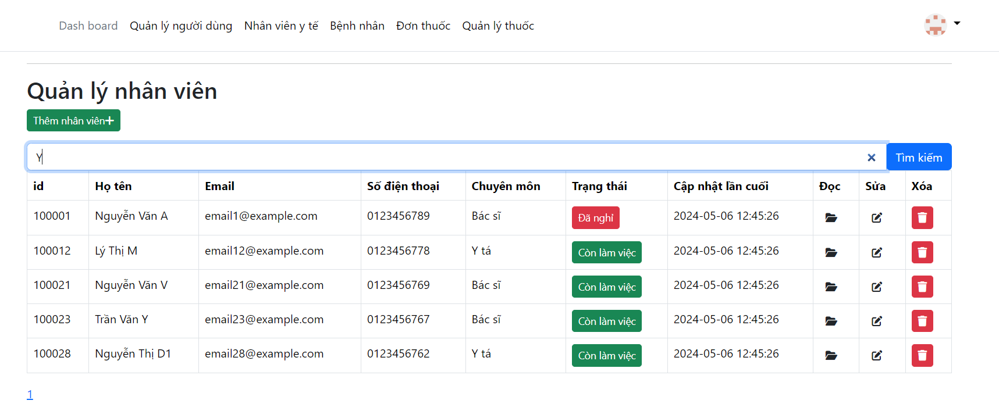 Dash board Quản lý người dùng Nhân viên y tế Bệnh nhân Đơn thuốc Quản lý thuốc
Quản lý nhân viên
Thêm nhân viên+
Y × Tìm kiếm
id Họ tên Email Số điện thoại Chuyên môn Trạng thái Cập nhật lần cuối Đọc Sửa Xóa
100001 Nguyễn Văn A email1@example.com 0123456789 Bác sĩ Đã nghỉ 2024-05-06 12:45:26
100012 Lý Thị M email12@example.com 0123456778 Y tá Còn làm việc 2024-05-06 12:45:26
100021 Nguyễn Văn V email21@example.com 0123456769 Bác sĩ Còn làm việc 2024-05-06 12:45:26
100023 Trần Văn Y email23@example.com 0123456767 Bác sĩ Còn làm việc 2024-05-06 12:45:26
100028 Nguyễn Thị D1 email28@example.com 0123456762 Y tá Còn làm việc 2024-05-06 12:45:26
1